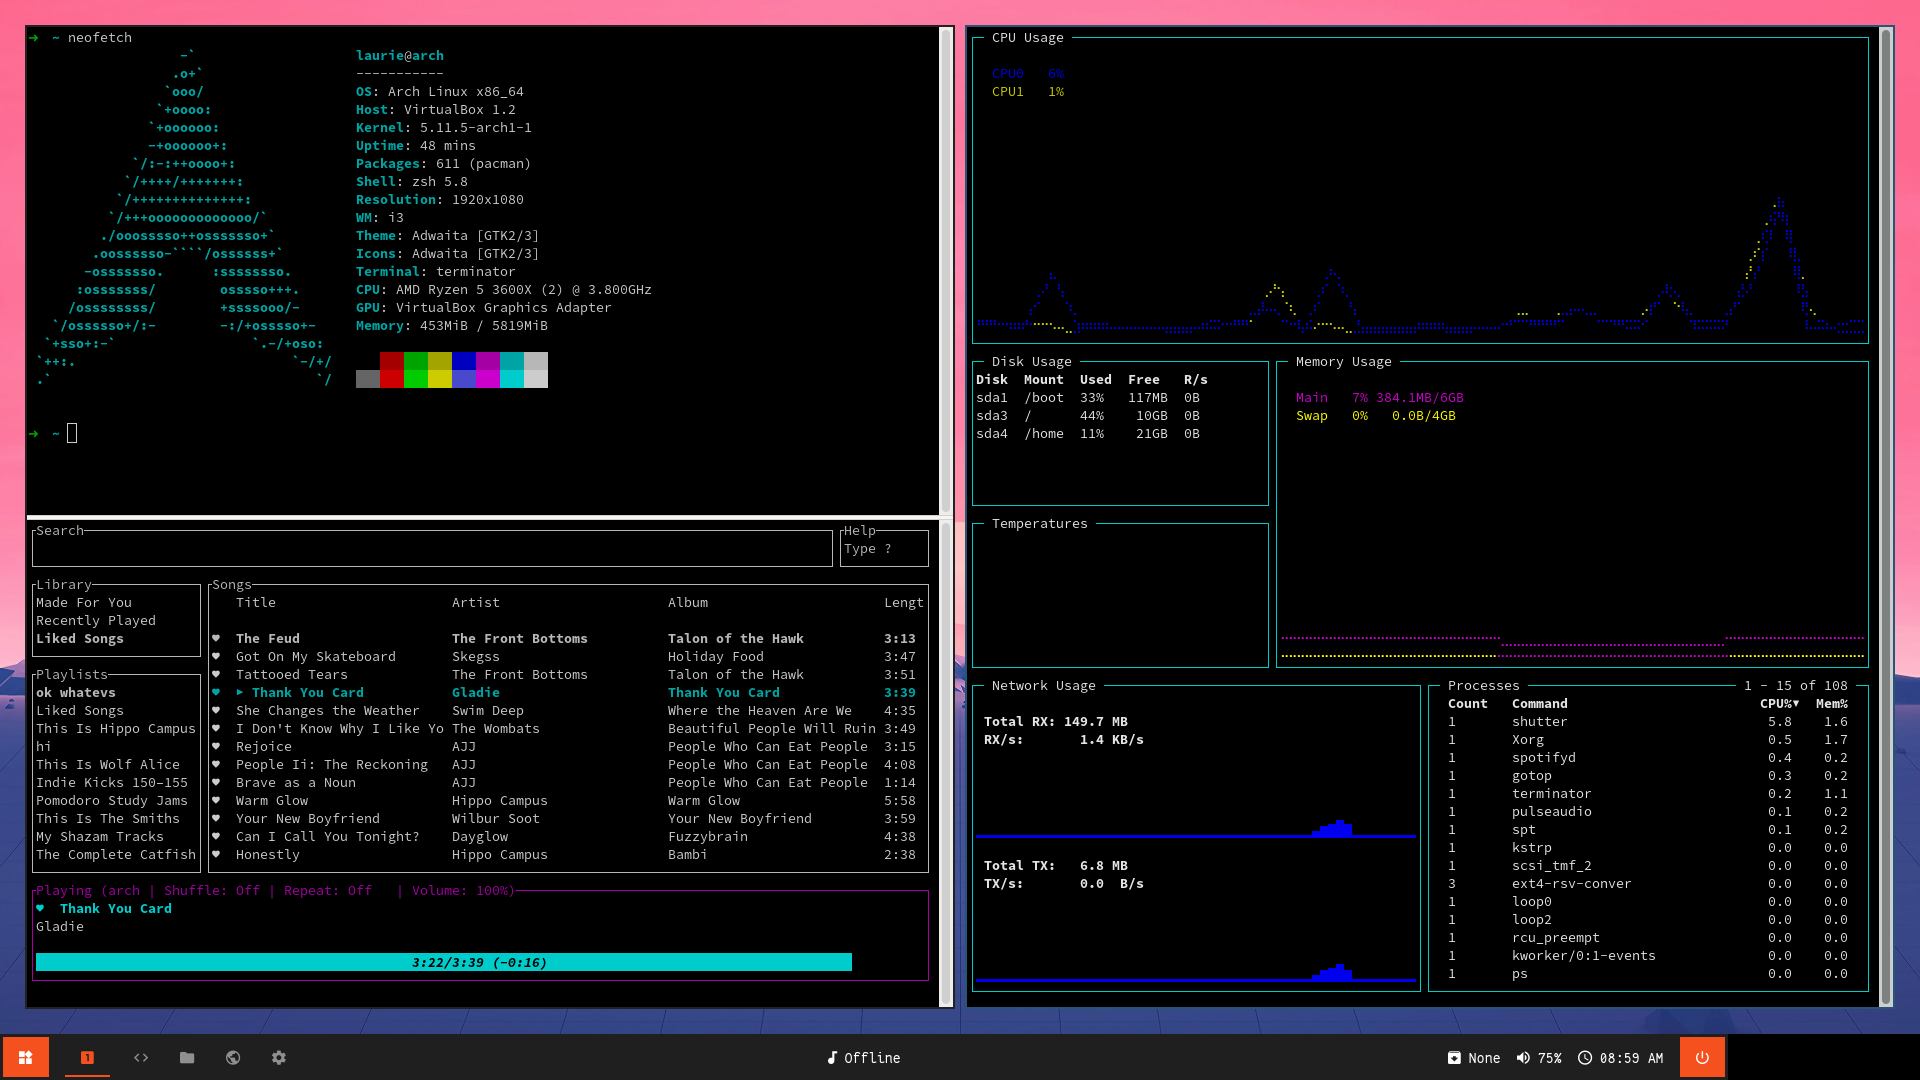 ➜  ~ neofetch
laurie@arch
-----------
OS: Arch Linux x86_64
Host: VirtualBox 1.2
Kernel: 5.11.5-arch1-1
Uptime: 48 mins
Packages: 611 (pacman)
Shell: zsh 5.8
Resolution: 1920x1080
WM: i3
Theme: Adwaita [GTK2/3]
Icons: Adwaita [GTK2/3]
Terminal: terminator
CPU: AMD Ryzen 5 3600X (2) @ 3.800GHz
GPU: VirtualBox Graphics Adapter
Memory: 453MiB / 5819MiB
➜  ~
Search
Help
Type ?
Library
Made For You
Recently Played
Liked Songs
Playlists
ok whatevs
Liked Songs
This Is Hippo Campus
hi
This Is Wolf Alice
Indie Kicks 150–155
Pomodoro Study Jams
This Is The Smiths
My Shazam Tracks
The Complete Catfish
Songs
Title Artist Album Lengt
♥ The Feud The Front Bottoms Talon of the Hawk 3:13
♥ Got On My Skateboard Skegss Holiday Food 3:47
♥ Tattooed Tears The Front Bottoms Talon of the Hawk 3:51
♥ ▶ Thank You Card Gladie Thank You Card 3:39
♥ She Changes the Weather Swim Deep Where the Heaven Are We 4:35
♥ I Don't Know Why I Like Yo The Wombats Beautiful People Will Ruin 3:49
♥ Rejoice AJJ People Who Can Eat People 3:15
♥ People Ii: The Reckoning AJJ People Who Can Eat People 4:08
♥ Brave as a Noun AJJ People Who Can Eat People 1:14
♥ Warm Glow Hippo Campus Warm Glow 5:58
♥ Your New Boyfriend Wilbur Soot Your New Boyfriend 3:59
♥ Can I Call You Tonight? Dayglow Fuzzybrain 4:38
♥ Honestly Hippo Campus Bambi 2:38
Playing (arch | Shuffle: Off | Repeat: Off   | Volume: 100%)
♥ Thank You Card
Gladie
3:22/3:39 (-0:16)
CPU Usage
CPU0 6%
CPU1 1%
Disk Usage
Disk Mount Used Free R/s
sda1 /boot 33% 117MB 0B
sda3 / 44% 10GB 0B
sda4 /home 11% 21GB 0B
Memory Usage
Main 7% 384.1MB/6GB
Swap 0% 0.0B/4GB
Temperatures
Network Usage
Total RX: 149.7 MB
RX/s: 1.4 KB/s
Total TX: 6.8 MB
TX/s: 0.0 B/s
Processes 1 - 15 of 108
Count Command CPU%▼ Mem%
1 shutter 5.8 1.6
1 Xorg 0.5 1.7
1 spotifyd 0.4 0.2
1 gotop 0.3 0.2
1 terminator 0.2 1.1
1 pulseaudio 0.1 0.2
1 spt 0.1 0.2
1 kstrp 0.0 0.0
1 scsi_tmf_2 0.0 0.0
3 ext4-rsv-conver 0.0 0.0
1 loop0 0.0 0.0
1 loop2 0.0 0.0
1 rcu_preempt 0.0 0.0
1 kworker/0:1-events 0.0 0.0
1 ps 0.0 0.0
1
Offline
None 75% 08:59 AM